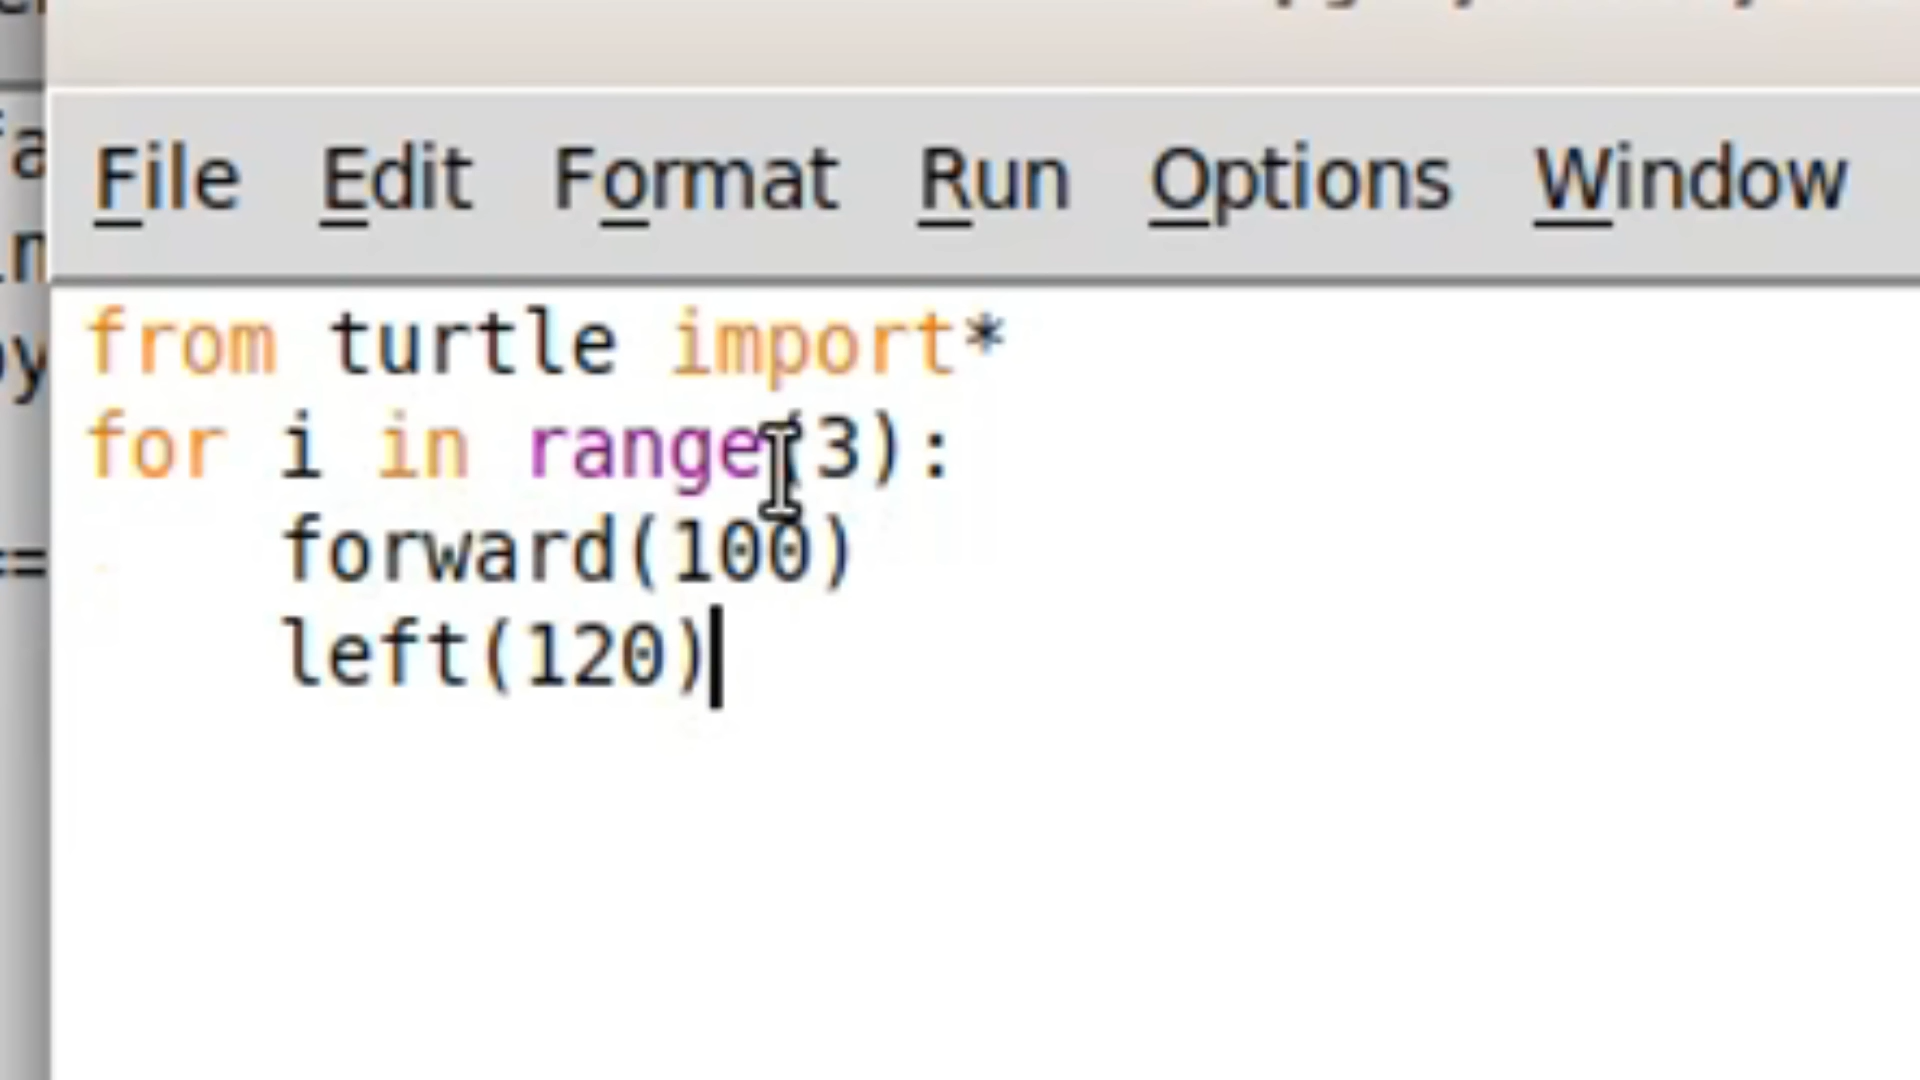 File Edit Format Run Options Window
from turtle import*
for i in range(3):
    forward(100)
    left(120)